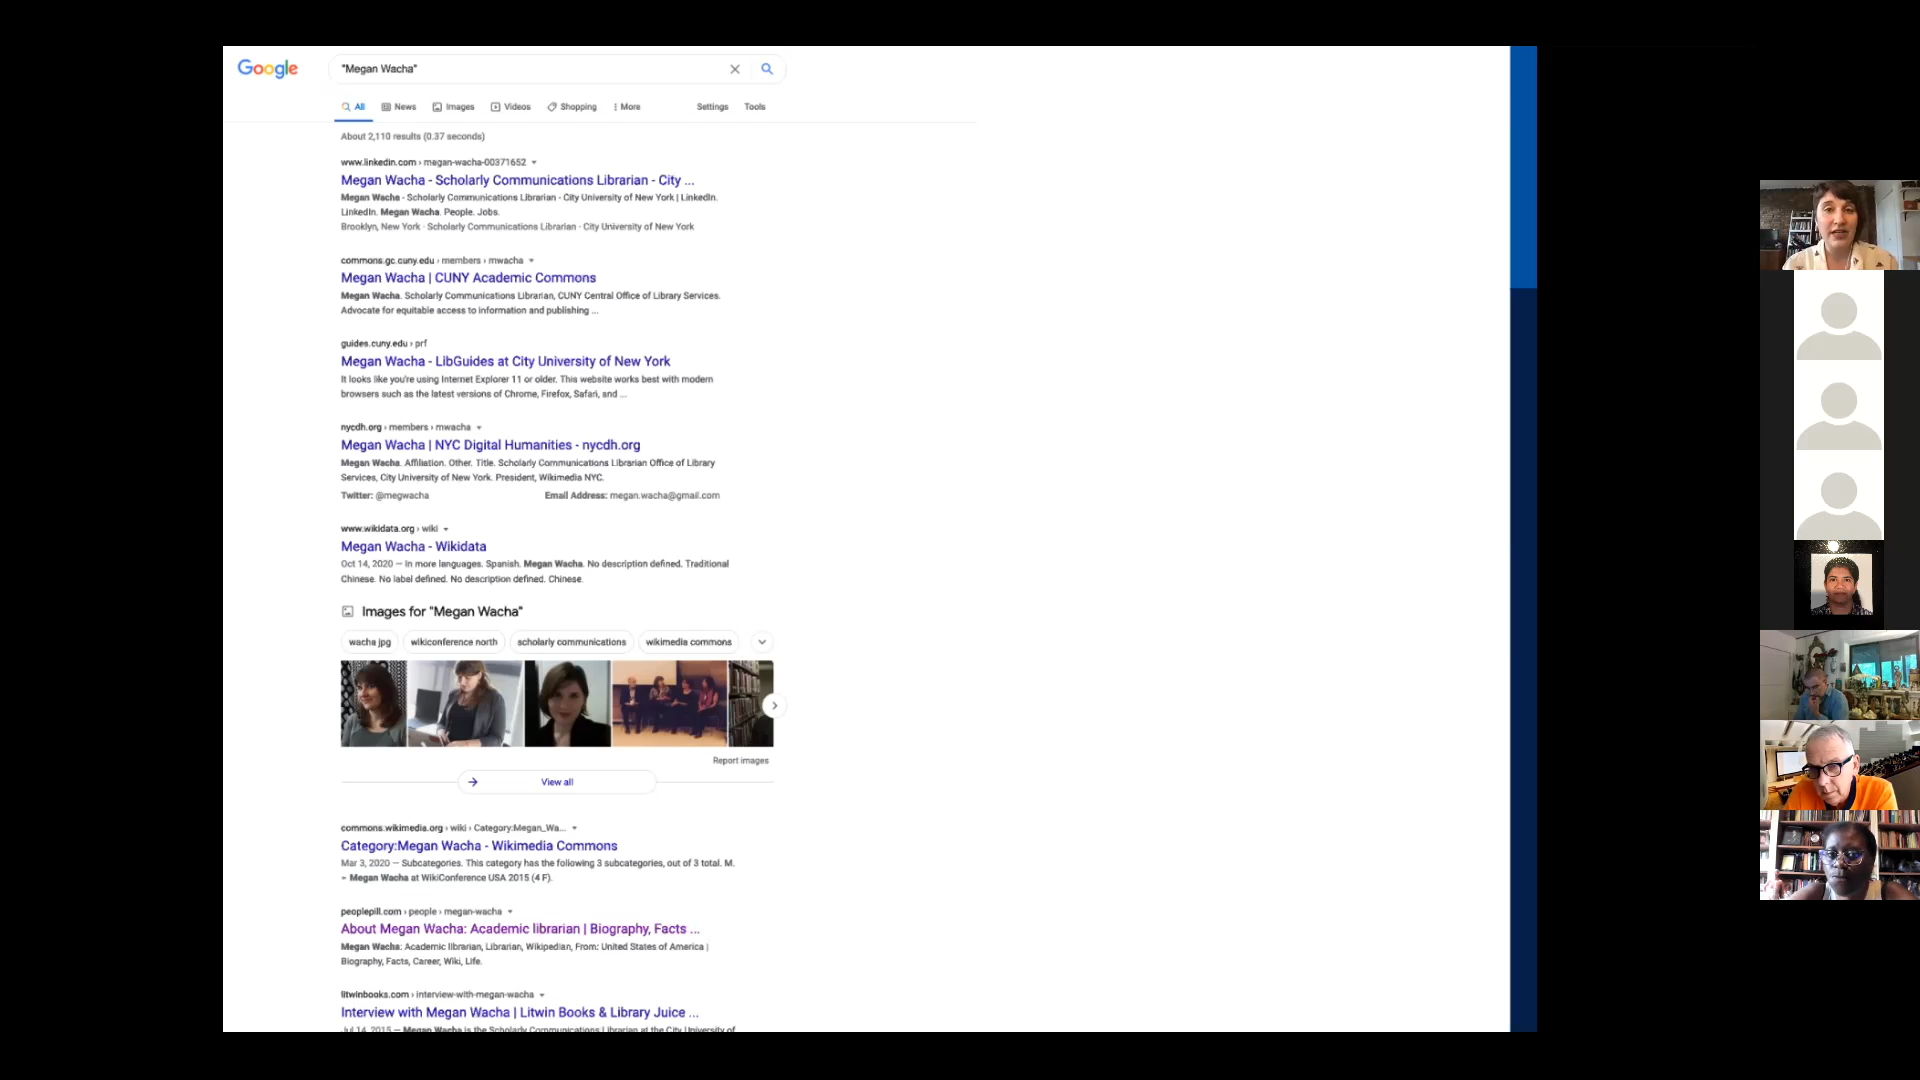 Google
"Megan Wacha"
All News Images Videos Shopping More Settings Tools
About 2,110 results (0.37 seconds)
www.linkedin.com › megan-wacha-00371652
Megan Wacha - Scholarly Communications Librarian - City ...
Megan Wacha - Scholarly Communications Librarian - City University of New York | LinkedIn.
LinkedIn. Megan Wacha. People. Jobs.
Brooklyn, New York · Scholarly Communications Librarian · City University of New York
commons.gc.cuny.edu › members › mwacha
Megan Wacha | CUNY Academic Commons
Megan Wacha. Scholarly Communications Librarian, CUNY Central Office of Library Services.
Advocate for equitable access to information and publishing ...
guides.cuny.edu › prf
Megan Wacha - LibGuides at City University of New York
It looks like you're using Internet Explorer 11 or older. This website works best with modern
browsers such as the latest versions of Chrome, Firefox, Safari, and ...
nycdh.org › members › mwacha
Megan Wacha | NYC Digital Humanities - nycdh.org
Megan Wacha. Affiliation. Other. Title. Scholarly Communications Librarian Office of Library
Services, City University of New York. President, Wikimedia NYC.
Twitter: @megwacha Email Address: megan.wacha@gmail.com
www.wikidata.org › wiki
Megan Wacha - Wikidata
Oct 14, 2020 — In more languages. Spanish. Megan Wacha. No description defined. Traditional
Chinese. No label defined. No description defined. Chinese.
Images for "Megan Wacha"
wacha jpg wikiconference north scholarly communications wikimedia commons
Report images
View all
commons.wikimedia.org › wiki › Category:Megan_Wa...
Category:Megan Wacha - Wikimedia Commons
Mar 3, 2020 — Subcategories. This category has the following 3 subcategories, out of 3 total. M.
Megan Wacha at WikiConference USA 2015 (4 F).
peoplepill.com › people › megan-wacha
About Megan Wacha: Academic librarian | Biography, Facts ...
Megan Wacha: Academic librarian, Librarian, Wikipedian, From: United States of America |
Biography, Facts, Career, Wiki, Life.
litwinbooks.com › interview-with-megan-wacha
Interview with Megan Wacha | Litwin Books & Library Juice ...
Jul 14, 2015 — Megan Wacha is the Scholarly Communications Librarian at the City University of